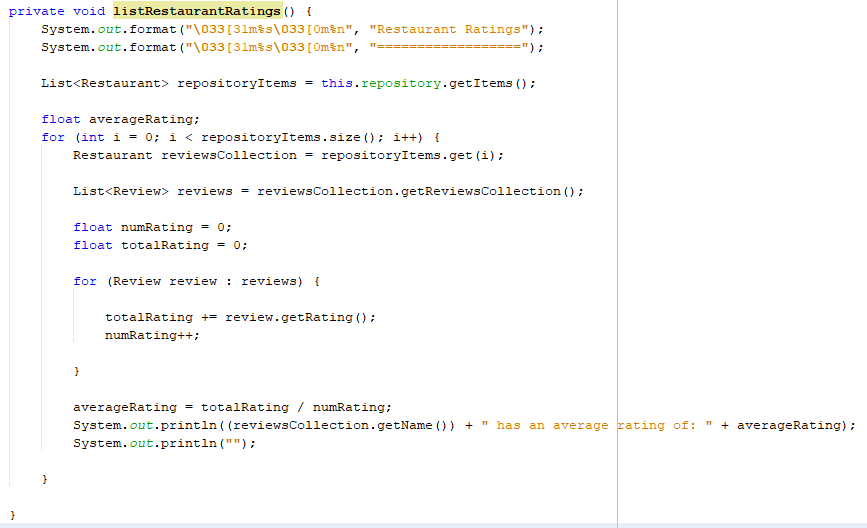 private void listRestaurantRatings() {
    System.out.format("\033[31m%s\033[0m%n", "Restaurant Ratings");
    System.out.format("\033[31m%s\033[0m%n", "==================");

    List<Restaurant> repositoryItems = this.repository.getItems();

    float averageRating;
    for (int i = 0; i < repositoryItems.size(); i++) {
        Restaurant reviewsCollection = repositoryItems.get(i);

        List<Review> reviews = reviewsCollection.getReviewsCollection();

        float numRating = 0;
        float totalRating = 0;

        for (Review review : reviews) {

            totalRating += review.getRating();
            numRating++;

        }

        averageRating = totalRating / numRating;
        System.out.println((reviewsCollection.getName()) + " has an average rating of: " + averageRating);
        System.out.println("");

    }

}